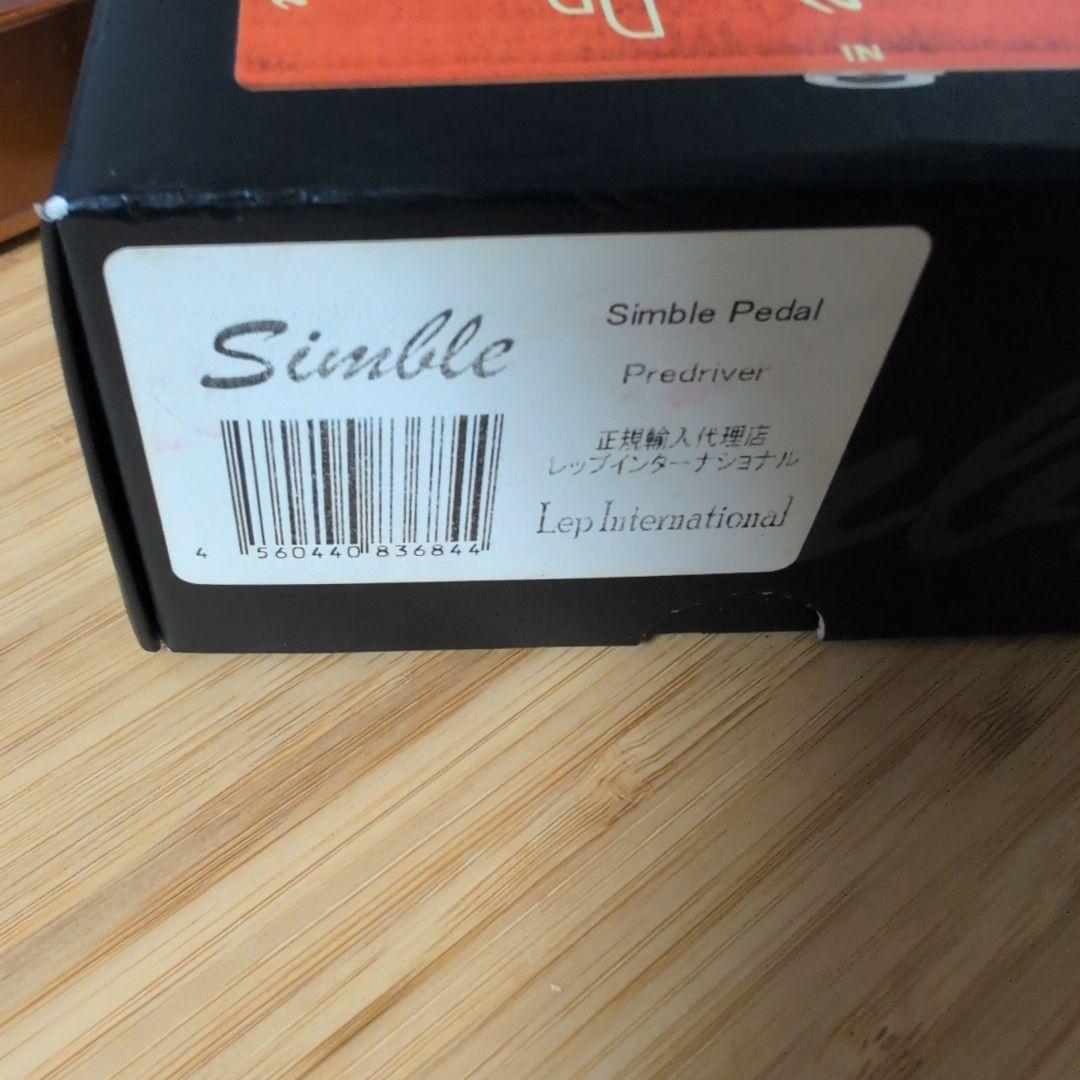 IN
Simble
Simble Pedal
Predriver
正規輸入代理店
レップインターナショナル
Lep International
4 560440 836844